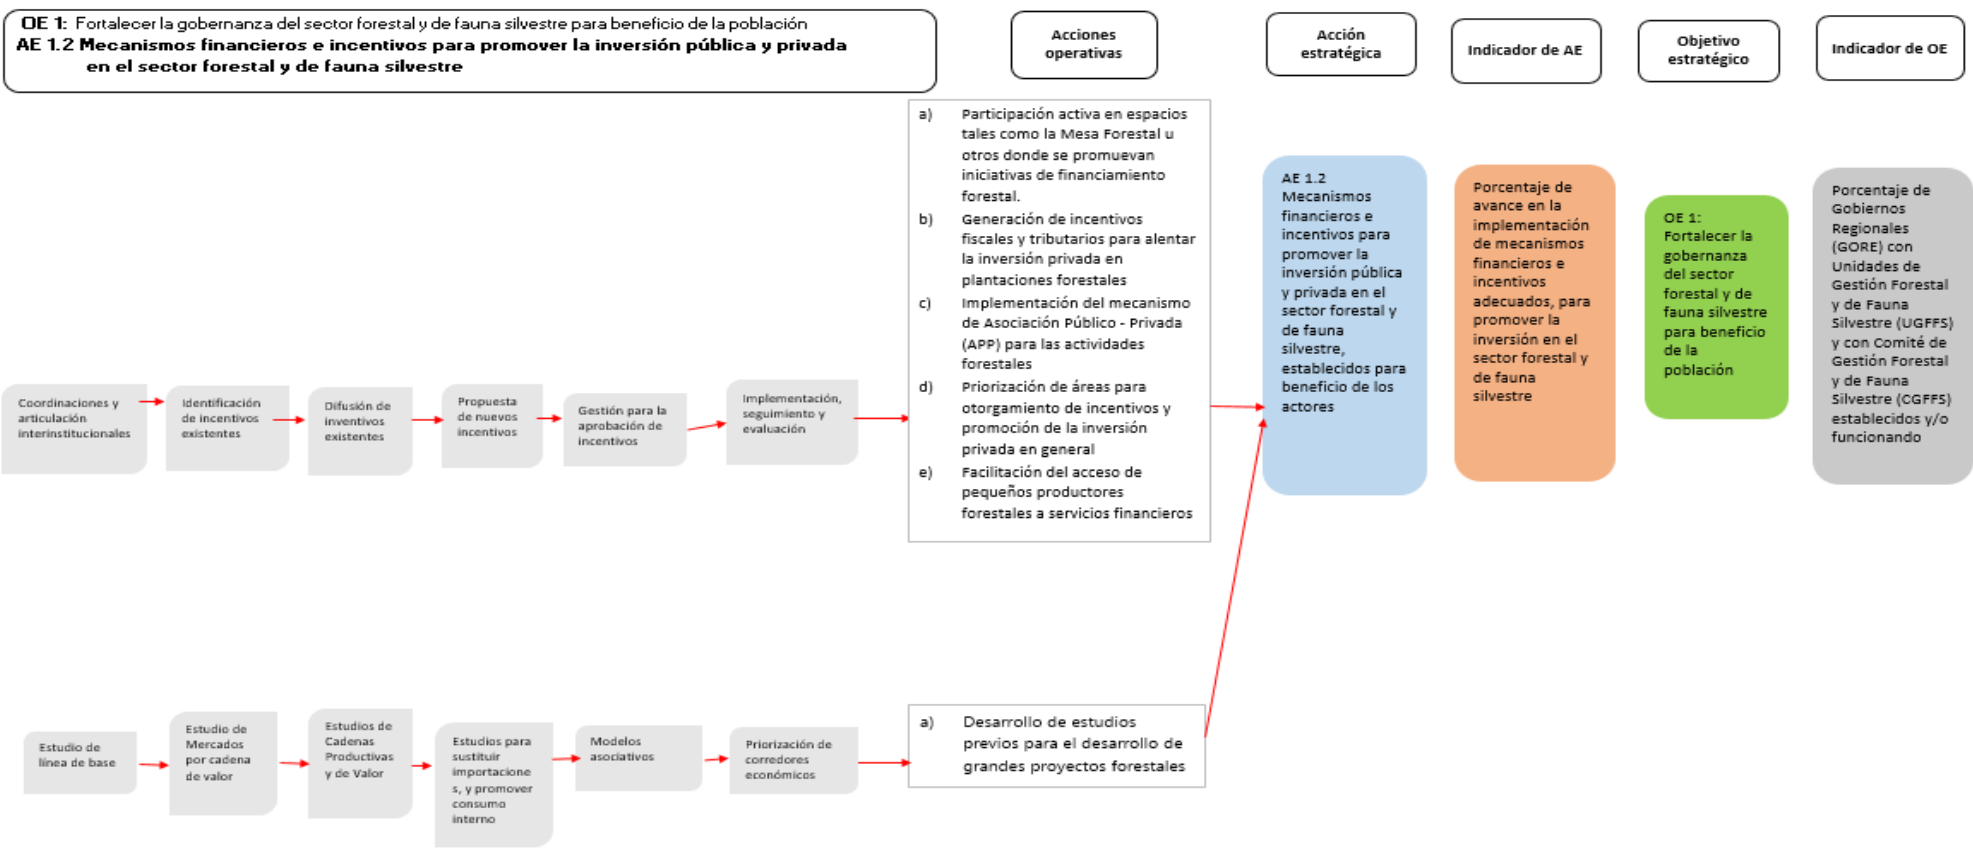 OE 1: Fortalecer la gobernanza del sector forestal y de fauna silvestre para beneficio de la población
AE 1.2 Mecanismos financieros e incentivos para promover la inversión pública y privada
en el sector forestal y de fauna silvestre
Acciones
operativas
Acción
estratégica
Indicador de AE
Objetivo
estratégico
Indicador de OE
a) Participación activa en espacios
tales como la Mesa Forestal u
otros donde se promuevan
iniciativas de financiamiento
forestal.
b) Generación de incentivos
fiscales y tributarios para alentar
la inversión privada en
plantaciones forestales
c) Implementación del mecanismo
de Asociación Público - Privada
(APP) para las actividades
forestales
d) Priorización de áreas para
otorgamiento de incentivos y
promoción de la inversión
privada en general
e) Facilitación del acceso de
pequeños productores
forestales a servicios financieros
AE 1.2
Mecanismos
financieros e
incentivos para
promover la
inversión pública
y privada en el
sector forestal y
de fauna
silvestre,
establecidos para
beneficio de los
actores
Porcentaje de
avance en la
implementación
de mecanismos
financieros e
incentivos
adecuados, para
promover la
inversión en el
sector forestal y
de fauna
silvestre
OE 1:
Fortalecer la
gobernanza
del sector
forestal y de
fauna silvestre
para beneficio
de la
población
Porcentaje de
Gobiernos
Regionales
(GORE) con
Unidades de
Gestión Forestal
y de Fauna
Silvestre (UGFFS)
y con Comité de
Gestión Forestal
y de Fauna
Silvestre (CGFFS)
establecidos y/o
funcionando
Coordinaciones y
articulación
interinstitucionales
Identificación
de incentivos
existentes
Difusión de
inventivos
existentes
Propuesta
de nuevos
incentivos
Gestión para la
aprobación de
incentivos
Implementación,
seguimiento y
evaluación
Estudio de
línea de base
Estudio de
Mercados
por cadena
de valor
Estudios de
Cadenas
Productivas
y de Valor
Estudios para
sustituir
importacione
s, y promover
consumo
interno
Modelos
asociativos
Priorización de
corredores
económicos
a) Desarrollo de estudios
previos para el desarrollo de
grandes proyectos forestales